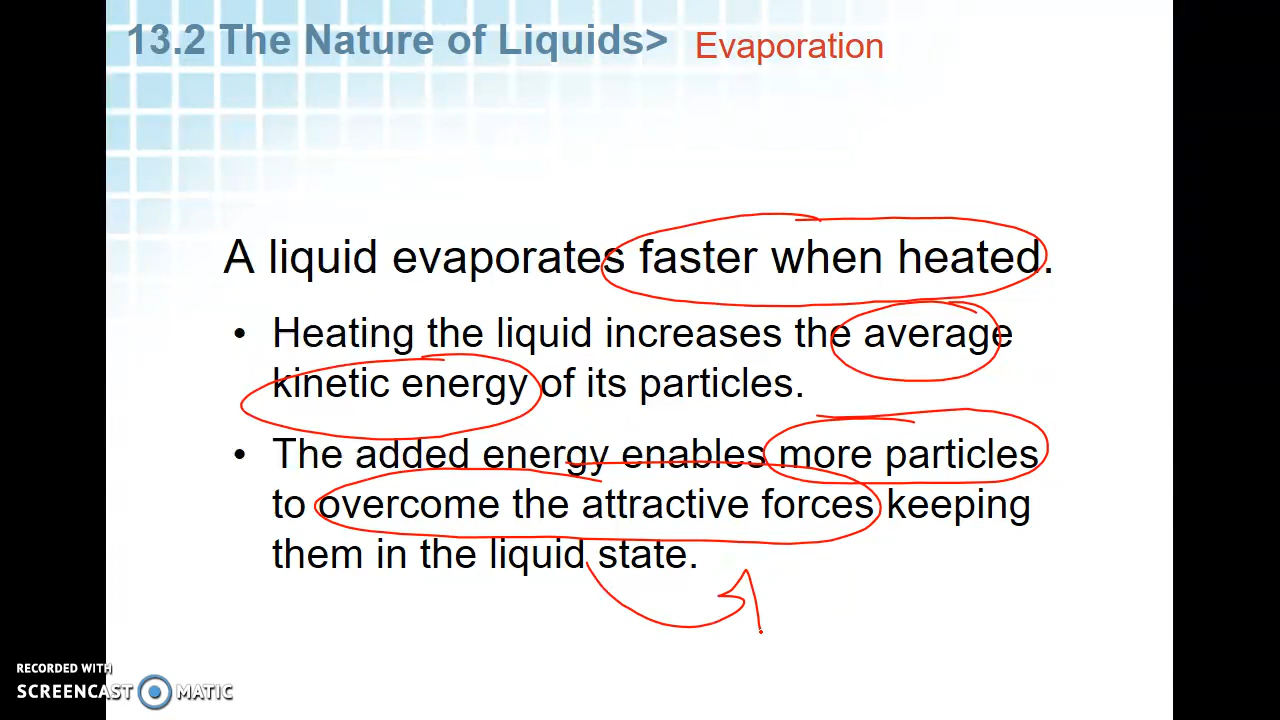 13.2 The Nature of Liquids> Evaporation
A liquid evaporates faster when heated.
• Heating the liquid increases the average
kinetic energy of its particles.
• The added energy enables more particles
to overcome the attractive forces keeping
them in the liquid state.
RECORDED WITH
SCREENCAST MATIC